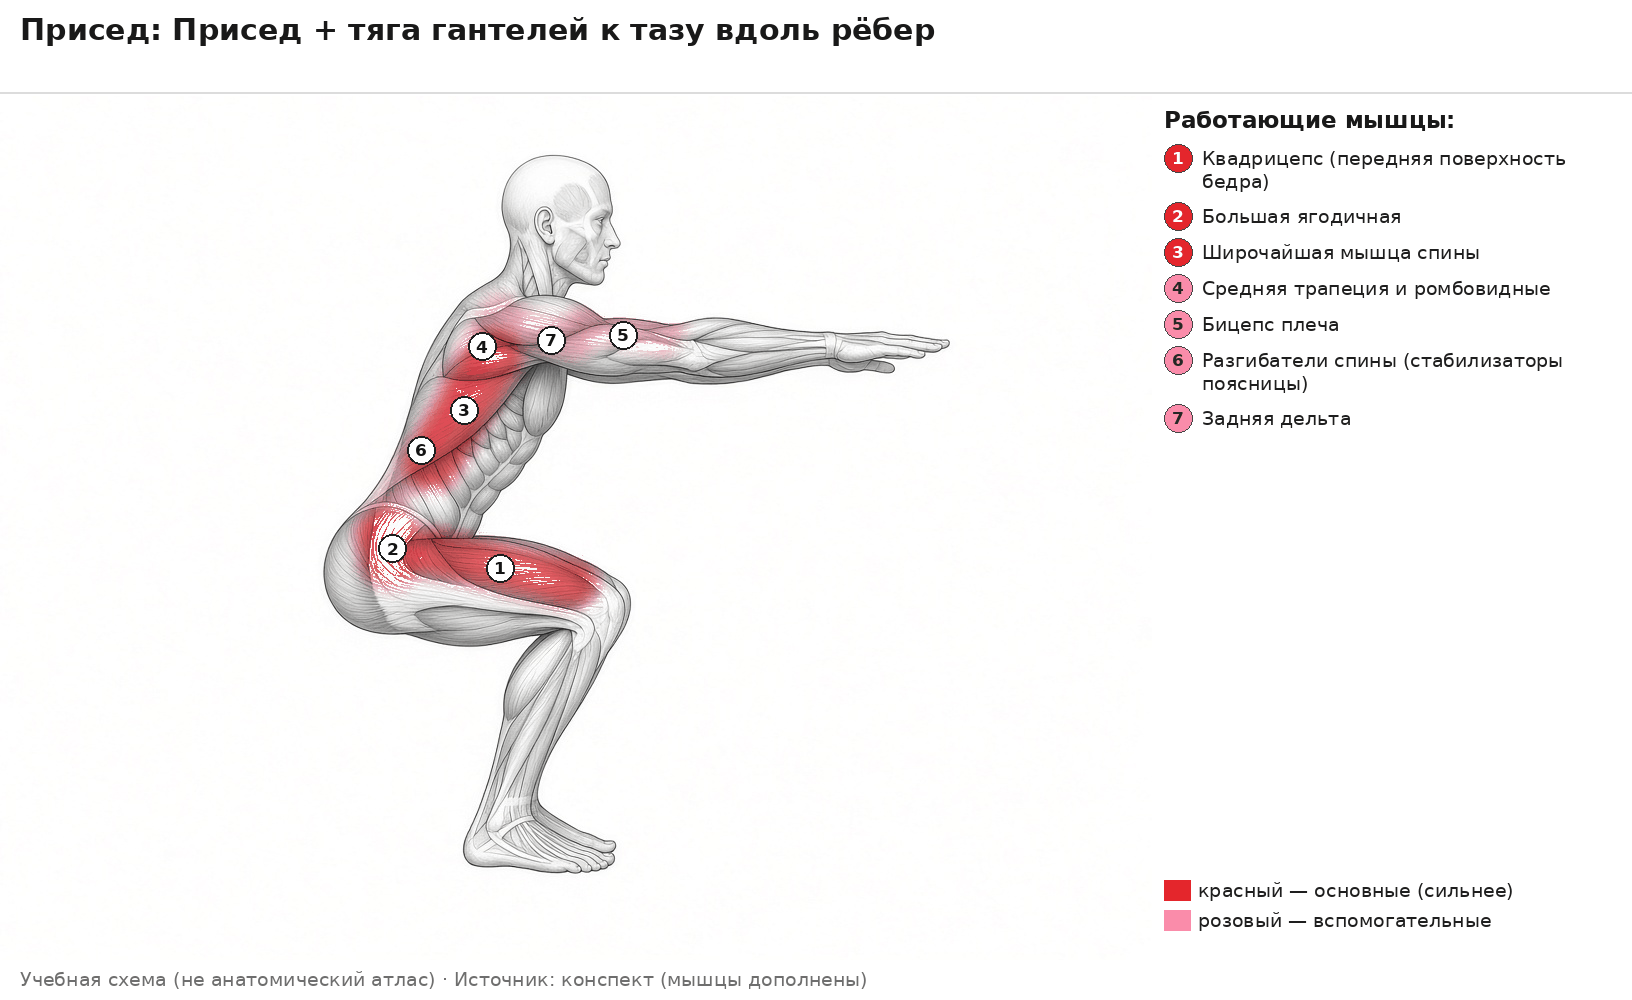 Присед: Присед + тяга гантелей к тазу вдоль рёбер
Работающие мышцы:
1 Квадрицепс (передняя поверхность
бедра)
2 Большая ягодичная
3 Широчайшая мышца спины
4 Средняя трапеция и ромбовидные
5 Бицепс плеча
6 Разгибатели спины (стабилизаторы
поясницы)
7 Задняя дельта
4
7
5
3
6
2
1
красный — основные (сильнее)
розовый — вспомогательные
Учебная схема (не анатомический атлас) · Источник: конспект (мышцы дополнены)